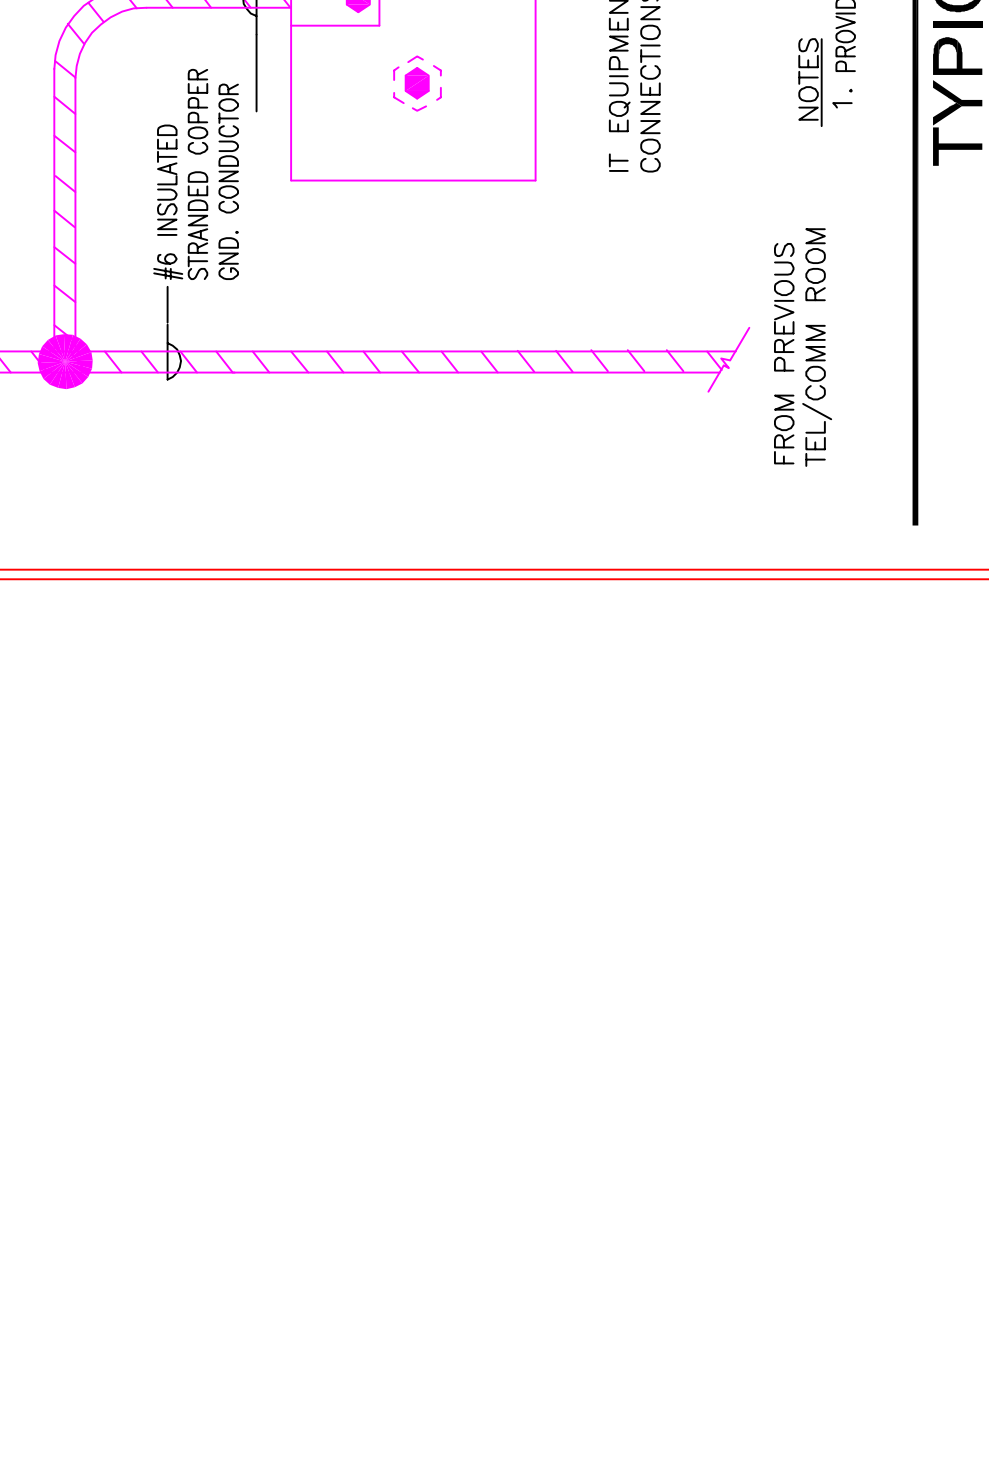 #6 INSULATED
STRANDED COPPER
GND. CONDUCTOR
IT EQUIPMEN
CONNECTIONS
FROM PREVIOUS
TEL/COMM ROOM
NOTES
1. PROVID
TYPIC